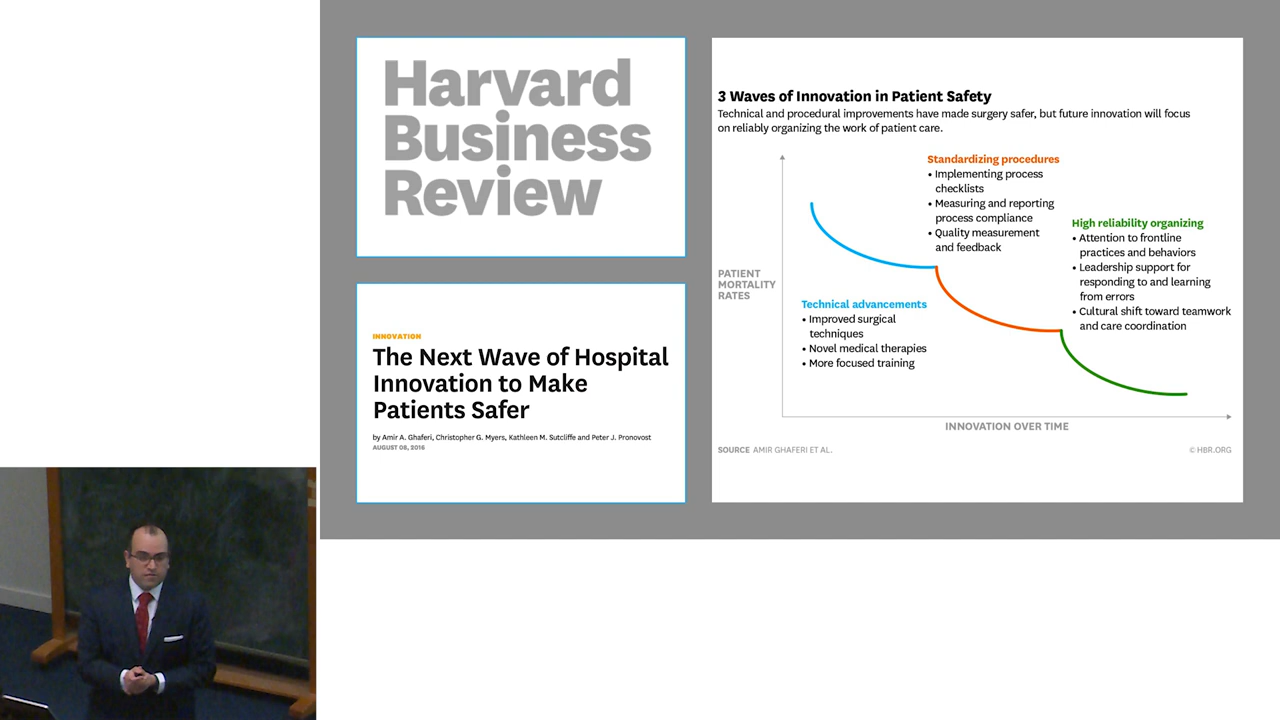 Harvard
Business
Review
INNOVATION
The Next Wave of Hospital
Innovation to Make
Patients Safer
by Amir A. Ghaferi, Christopher G. Myers, Kathleen M. Sutcliffe and Peter J. Pronovost
AUGUST 08, 2016
3 Waves of Innovation in Patient Safety
Technical and procedural improvements have made surgery safer, but future innovation will focus
on reliably organizing the work of patient care.
PATIENT
MORTALITY
RATES
Technical advancements
• Improved surgical
techniques
• Novel medical therapies
• More focused training
Standardizing procedures
• Implementing process
checklists
• Measuring and reporting
process compliance
• Quality measurement
and feedback
High reliability organizing
• Attention to frontline
practices and behaviors
• Leadership support for
responding to and learning
from errors
• Cultural shift toward teamwork
and care coordination
INNOVATION OVER TIME
SOURCE AMIR GHAFERI ET AL.
© HBR.ORG